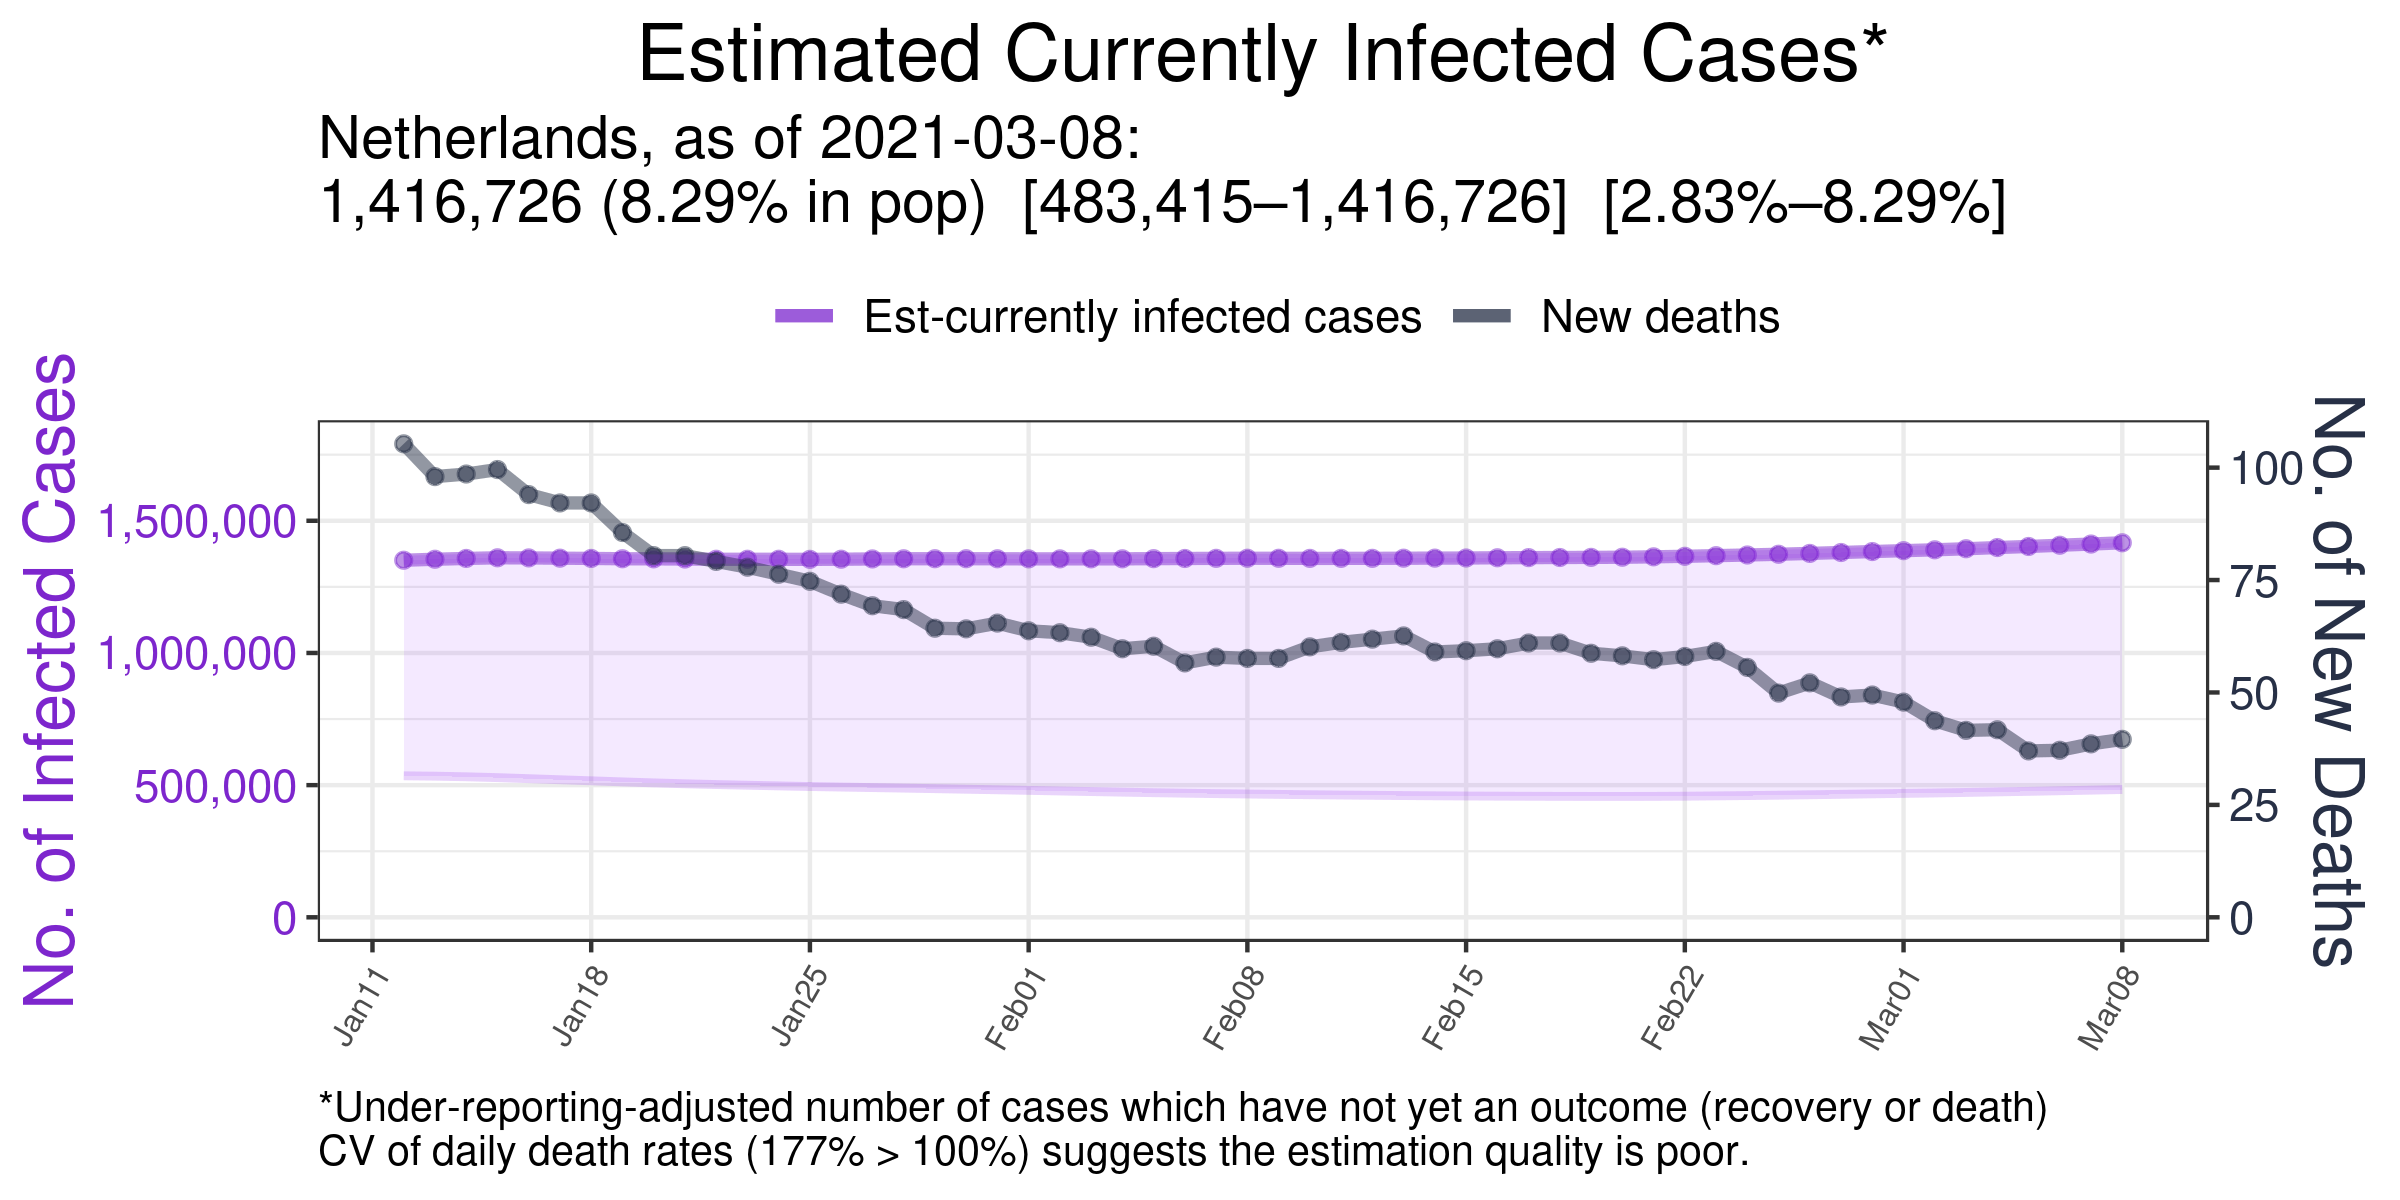 Estimated Currently Infected Cases*
Netherlands, as of 2021-03-08:
1,416,726 (8.29% in pop)  [483,415–1,416,726]  [2.83%–8.29%]
Est-currently infected cases
New deaths
No. of Infected Cases
1,500,000
1,000,000
500,000
0
100
75
50
25
0
No. of New Deaths
Jan11
Jan18
Jan25
Feb01
Feb08
Feb15
Feb22
Mar01
Mar08
*Under-reporting-adjusted number of cases which have not yet an outcome (recovery or death)
CV of daily death rates (177% > 100%) suggests the estimation quality is poor.